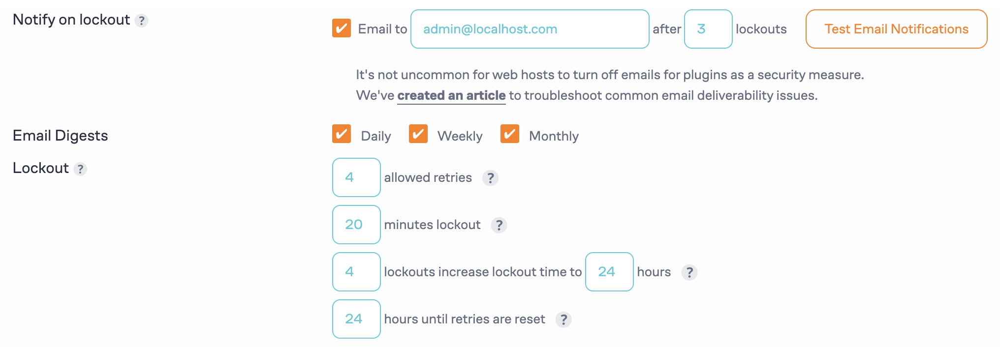 Notify on lockout ?
✔ Email to admin@localhost.com after 3 lockouts Test Email Notifications
It's not uncommon for web hosts to turn off emails for plugins as a security measure.
We've created an article to troubleshoot common email deliverability issues.
Email Digests ✔ Daily ✔ Weekly ✔ Monthly
Lockout ?
4 allowed retries ?
20 minutes lockout ?
4 lockouts increase lockout time to 24 hours ?
24 hours until retries are reset ?